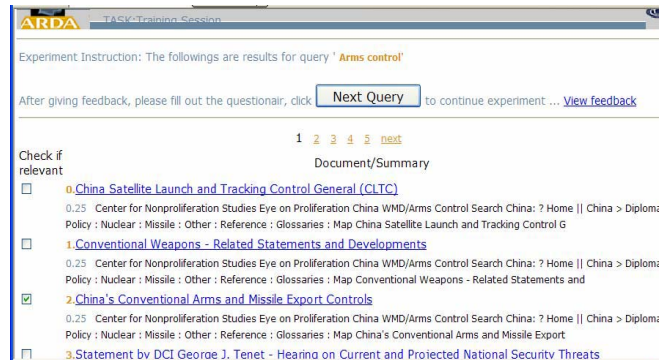 ARDA TASK:Training Session
Experiment Instruction: The followings are results for query ' Arms control'
After giving feedback, please fill out the questionair, click Next Query to continue experiment ... View feedback
1 2 3 4 5 next
Check if
relevant
Document/Summary
0.China Satellite Launch and Tracking Control General (CLTC)
0.25 Center for Nonproliferation Studies Eye on Proliferation China WMD/Arms Control Search China: ? Home || China > Diploma
Policy : Nuclear : Missile : Other : Reference : Glossaries : Map China Satellite Launch and Tracking Control G
1.Conventional Weapons - Related Statements and Developments
0.25 Center for Nonproliferation Studies Eye on Proliferation China WMD/Arms Control Search China: ? Home || China > Diploma
Policy : Nuclear : Missile : Other : Reference : Glossaries : Map Conventional Weapons - Related Statements and
2.China's Conventional Arms and Missile Export Controls
0.25 Center for Nonproliferation Studies Eye on Proliferation China WMD/Arms Control Search China: ? Home || China > Diploma
Policy : Nuclear : Missile : Other : Reference : Glossaries : Map China's Conventional Arms and Missile Export
3.Statement by DCI George J. Tenet - Hearing on Current and Projected National Security Threats